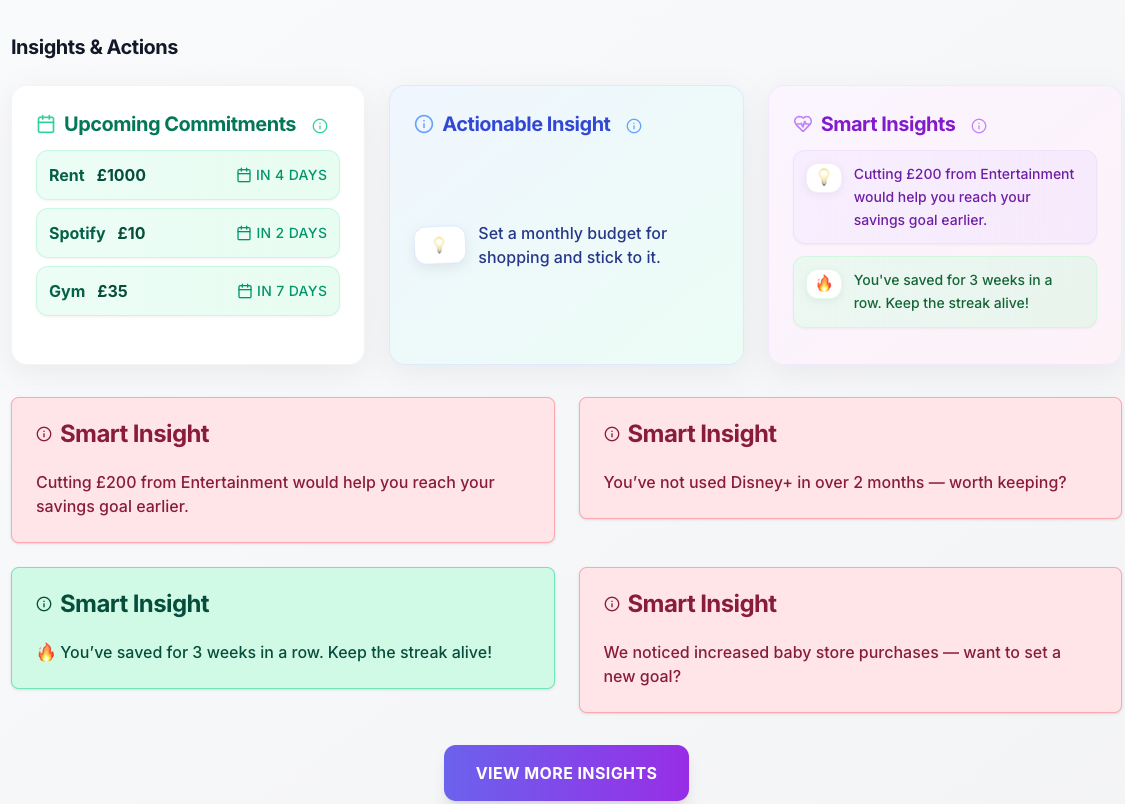 Insights & Actions
Upcoming Commitments
Rent £1000 IN 4 DAYS
Spotify £10 IN 2 DAYS
Gym £35 IN 7 DAYS
Actionable Insight
Set a monthly budget for
shopping and stick to it.
Smart Insights
Cutting £200 from Entertainment
would help you reach your
savings goal earlier.
You've saved for 3 weeks in a
row. Keep the streak alive!
Smart Insight
Cutting £200 from Entertainment would help you reach your
savings goal earlier.
Smart Insight
You’ve not used Disney+ in over 2 months — worth keeping?
Smart Insight
🔥 You’ve saved for 3 weeks in a row. Keep the streak alive!
Smart Insight
We noticed increased baby store purchases — want to set a
new goal?
VIEW MORE INSIGHTS